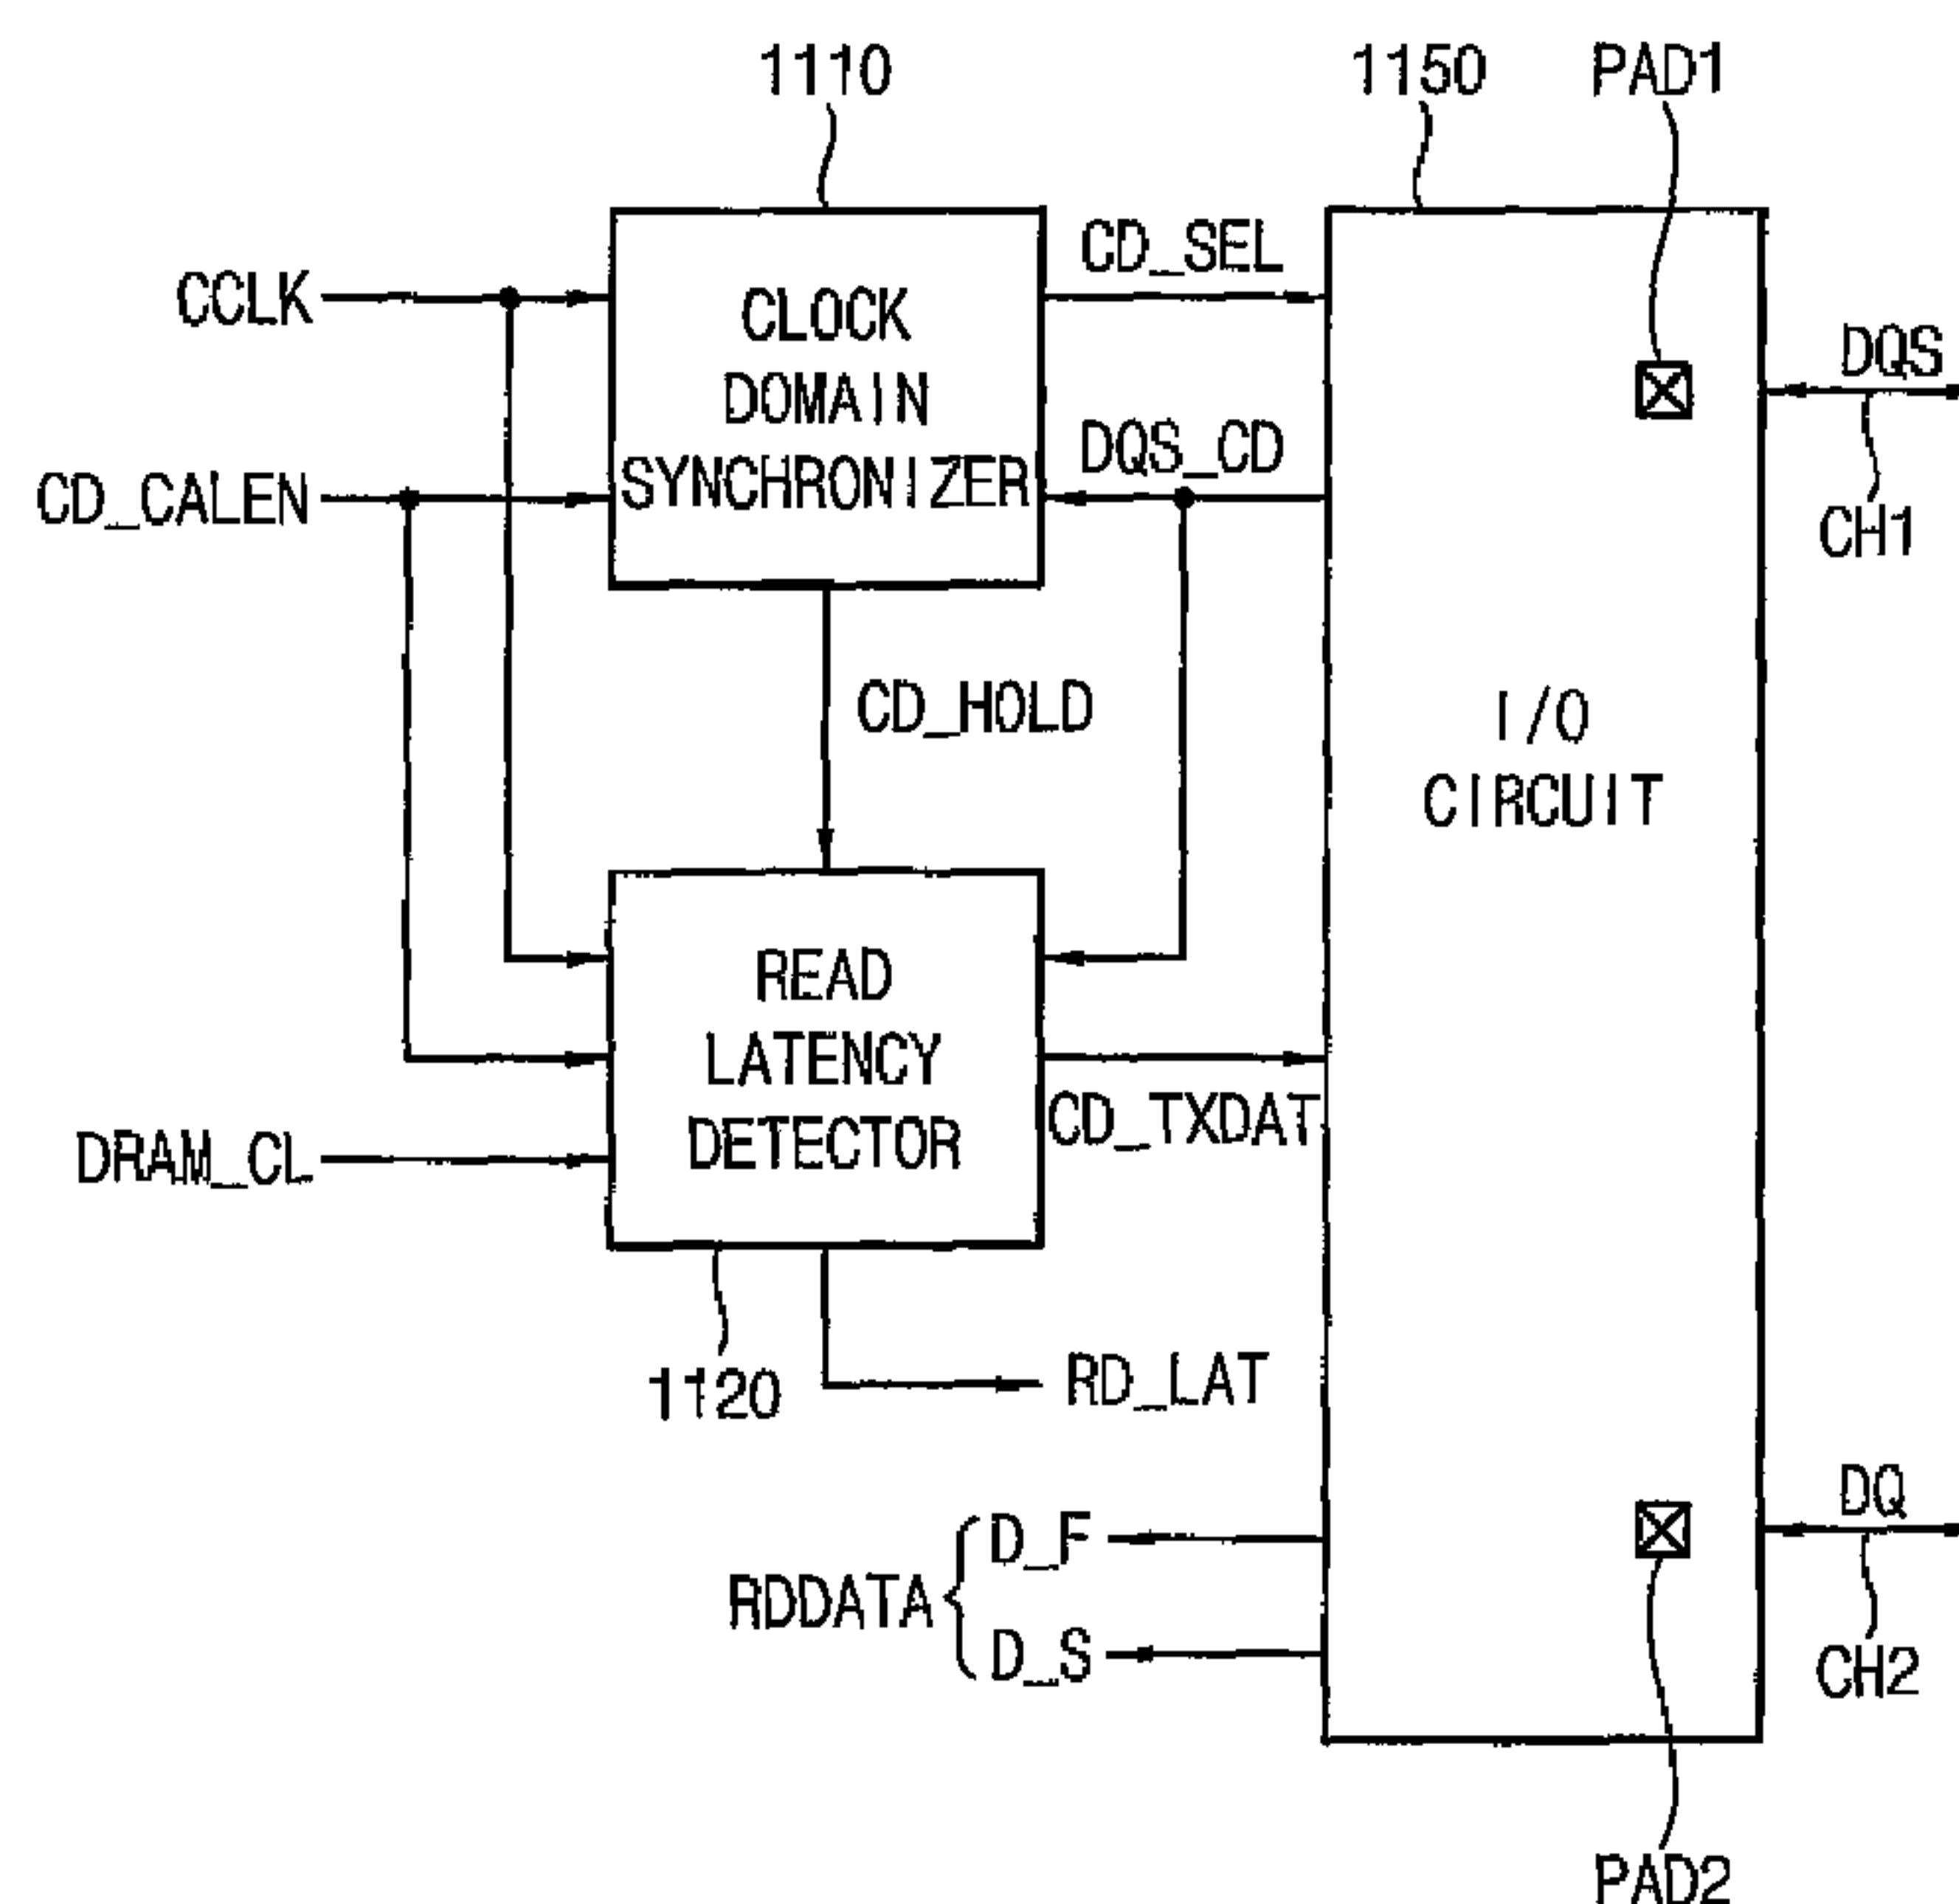 1110
1150
PAD1
CCLK
CD_SEL
CLOCK
DOMAIN
SYNCHRONIZER
DQS
CD_CALEN
DQS_CD
CH1
CD_HOLD
I/O
CIRCUIT
READ
LATENCY
DETECTOR
CD_TXDAT
DRAM_CL
1120
RD_LAT
DQ
RDDATA
D_F
D_S
CH2
PAD2